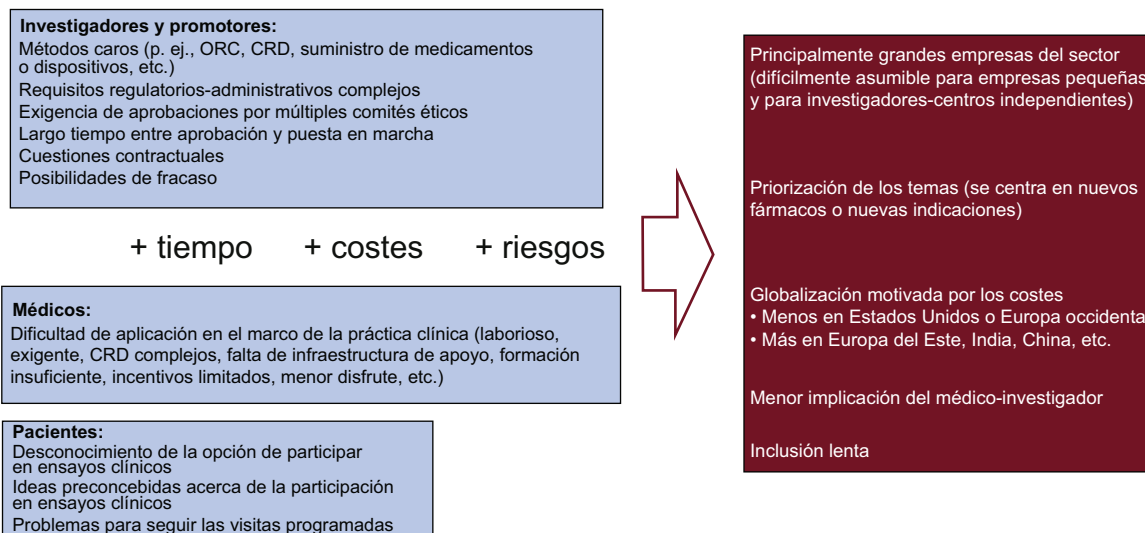 Investigadores y promotores:
Métodos caros (p. ej., ORC, CRD, suministro de medicamentos
o dispositivos, etc.)
Requisitos regulatorios-administrativos complejos
Exigencia de aprobaciones por múltiples comités éticos
Largo tiempo entre aprobación y puesta en marcha
Cuestiones contractuales
Posibilidades de fracaso
+ tiempo + costes + riesgos
Médicos:
Dificultad de aplicación en el marco de la práctica clínica (laborioso,
exigente, CRD complejos, falta de infraestructura de apoyo, formación
insuficiente, incentivos limitados, menor disfrute, etc.)
Pacientes:
Desconocimiento de la opción de participar
en ensayos clínicos
Ideas preconcebidas acerca de la participación
en ensayos clínicos
Problemas para seguir las visitas programadas
Principalmente grandes empresas del sector
(difícilmente asumible para empresas pequeñas
y para investigadores-centros independientes)
Priorización de los temas (se centra en nuevos
fármacos o nuevas indicaciones)
Globalización motivada por los costes
• Menos en Estados Unidos o Europa occidenta
• Más en Europa del Este, India, China, etc.
Menor implicación del médico-investigador
Inclusión lenta